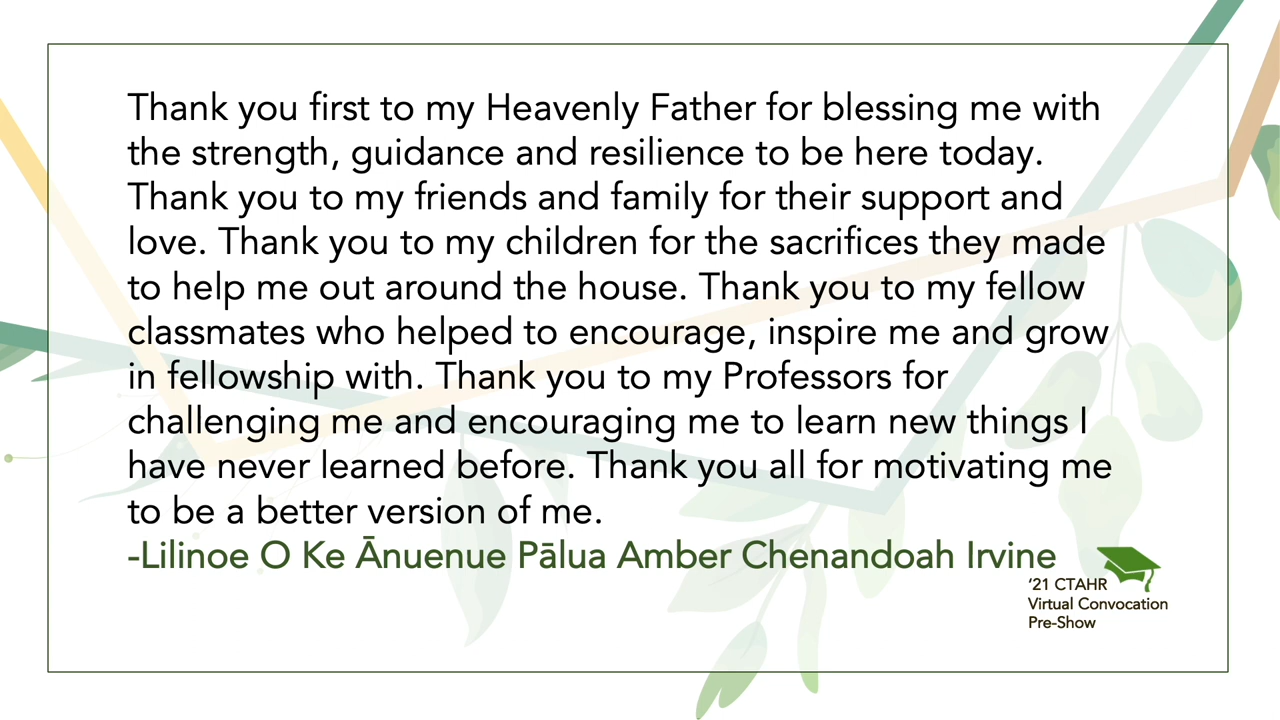 Thank you first to my Heavenly Father for blessing me with
the strength, guidance and resilience to be here today.
Thank you to my friends and family for their support and
love. Thank you to my children for the sacrifices they made
to help me out around the house. Thank you to my fellow
classmates who helped to encourage, inspire me and grow
in fellowship with. Thank you to my Professors for
challenging me and encouraging me to learn new things I
have never learned before. Thank you all for motivating me
to be a better version of me.
-Lilinoe O Ke Ānuenue Pālua Amber Chenandoah Irvine
’21 CTAHR
Virtual Convocation
Pre-Show